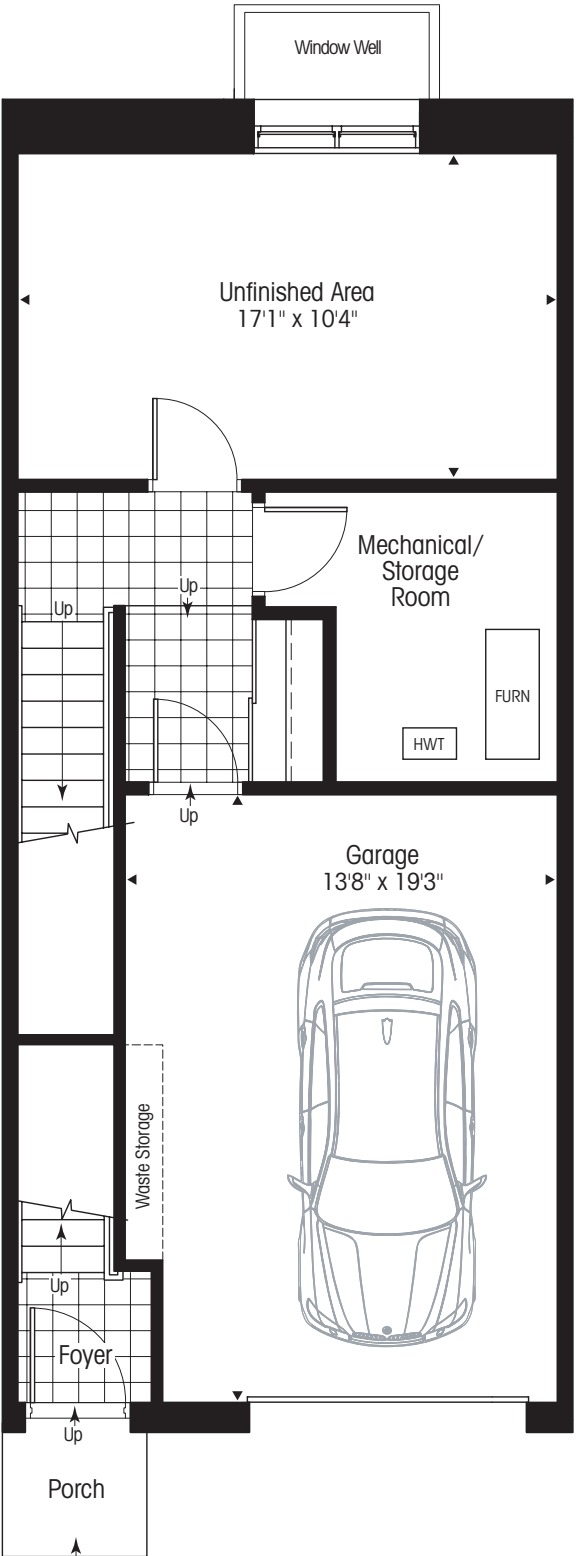 Window Well
Unfinished Area
17'1" x 10'4"
Mechanical/
Storage
Room
Up
Up
FURN
HWT
Up
Garage
13'8" x 19'3"
Waste Storage
Up
Foyer
Up
Porch